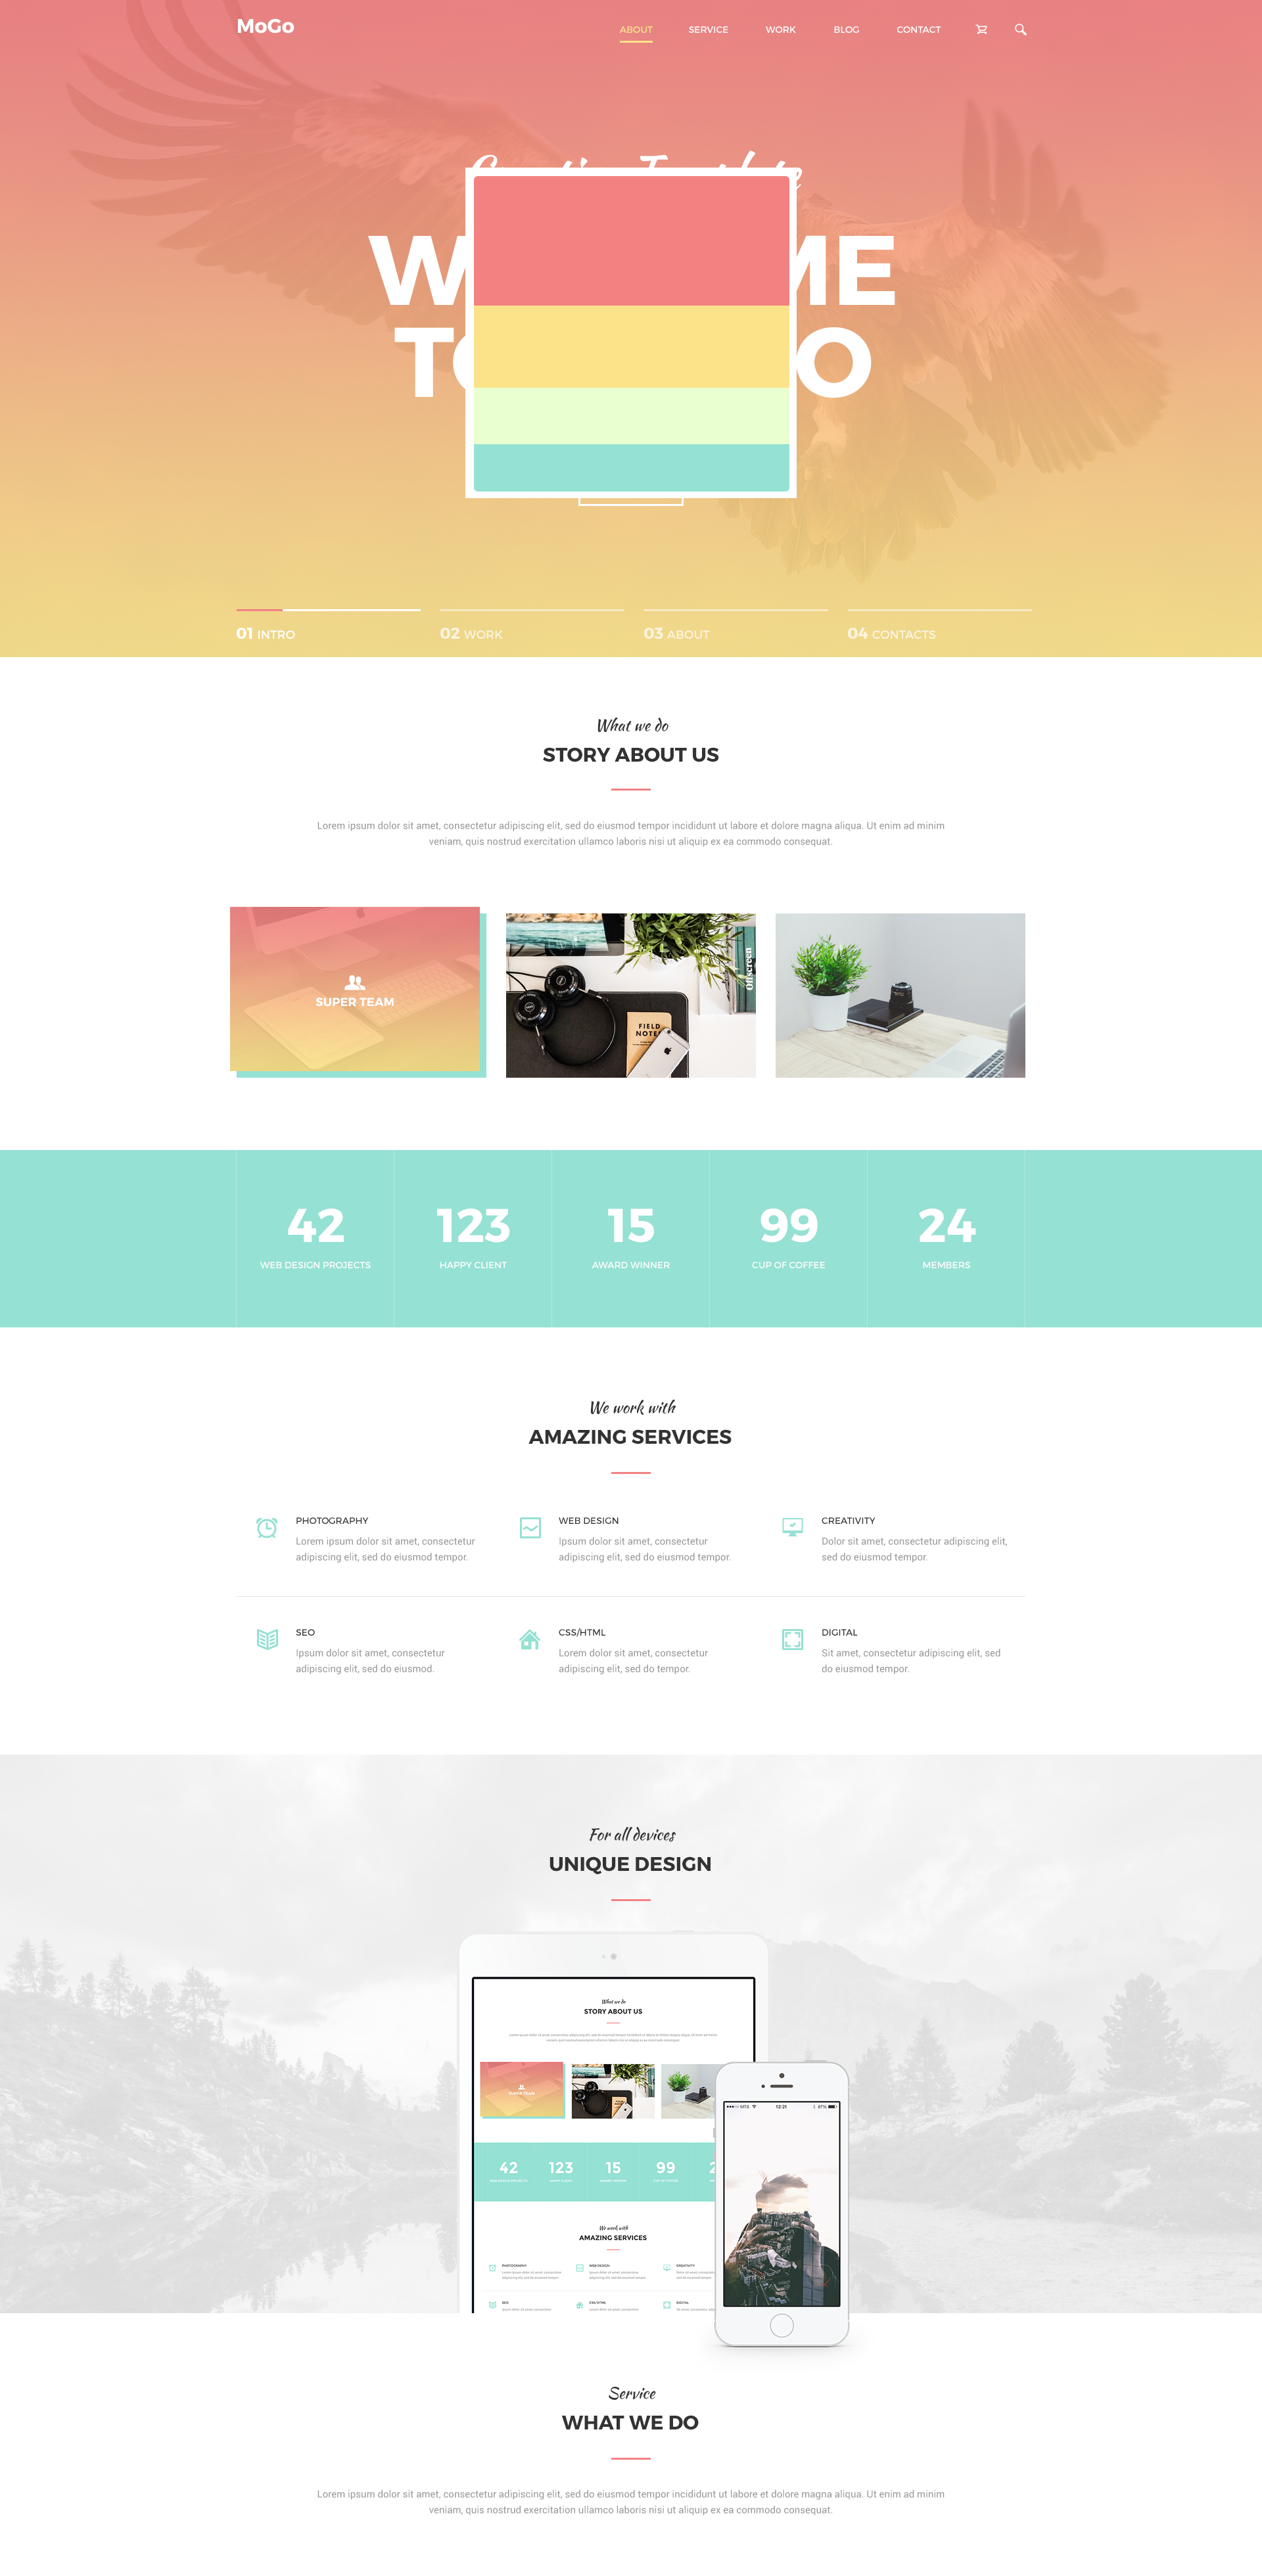 MoGo
ABOUT SERVICE WORK BLOG CONTACT
01 INTRO
02 WORK
03 ABOUT
04 CONTACTS
What we do
STORY ABOUT US
Lorem ipsum dolor sit amet, consectetur adipiscing elit, sed do eiusmod tempor incididunt ut labore et dolore magna aliqua. Ut enim ad minim
veniam, quis nostrud exercitation ullamco laboris nisi ut aliquip ex ea commodo consequat.
SUPER TEAM
Offscreen
FIELD
NOTES
42
WEB DESIGN PROJECTS
123
HAPPY CLIENT
15
AWARD WINNER
99
CUP OF COFFEE
24
MEMBERS
We work with
AMAZING SERVICES
PHOTOGRAPHY
Lorem ipsum dolor sit amet, consectetur
adipiscing elit, sed do eiusmod tempor.
WEB DESIGN
Ipsum dolor sit amet, consectetur
adipiscing elit, sed do eiusmod tempor.
CREATIVITY
Dolor sit amet, consectetur adipiscing elit,
sed do eiusmod tempor.
SEO
Ipsum dolor sit amet, consectetur
adipiscing elit, sed do eiusmod.
CSS/HTML
Lorem dolor sit amet, consectetur
adipiscing elit, sed do tempor.
DIGITAL
Sit amet, consectetur adipiscing elit, sed
do eiusmod tempor.
For all devices
UNIQUE DESIGN
What we do
STORY ABOUT US
SUPER TEAM
42
123
15
99
We work with
AMAZING SERVICES
PHOTOGRAPHY
WEB DESIGN
CREATIVITY
SEO
CSS/HTML
DIGITAL
MTS 12:21 87%
Service
WHAT WE DO
Lorem ipsum dolor sit amet, consectetur adipiscing elit, sed do eiusmod tempor incididunt ut labore et dolore magna aliqua. Ut enim ad minim
veniam, quis nostrud exercitation ullamco laboris nisi ut aliquip ex ea commodo consequat.